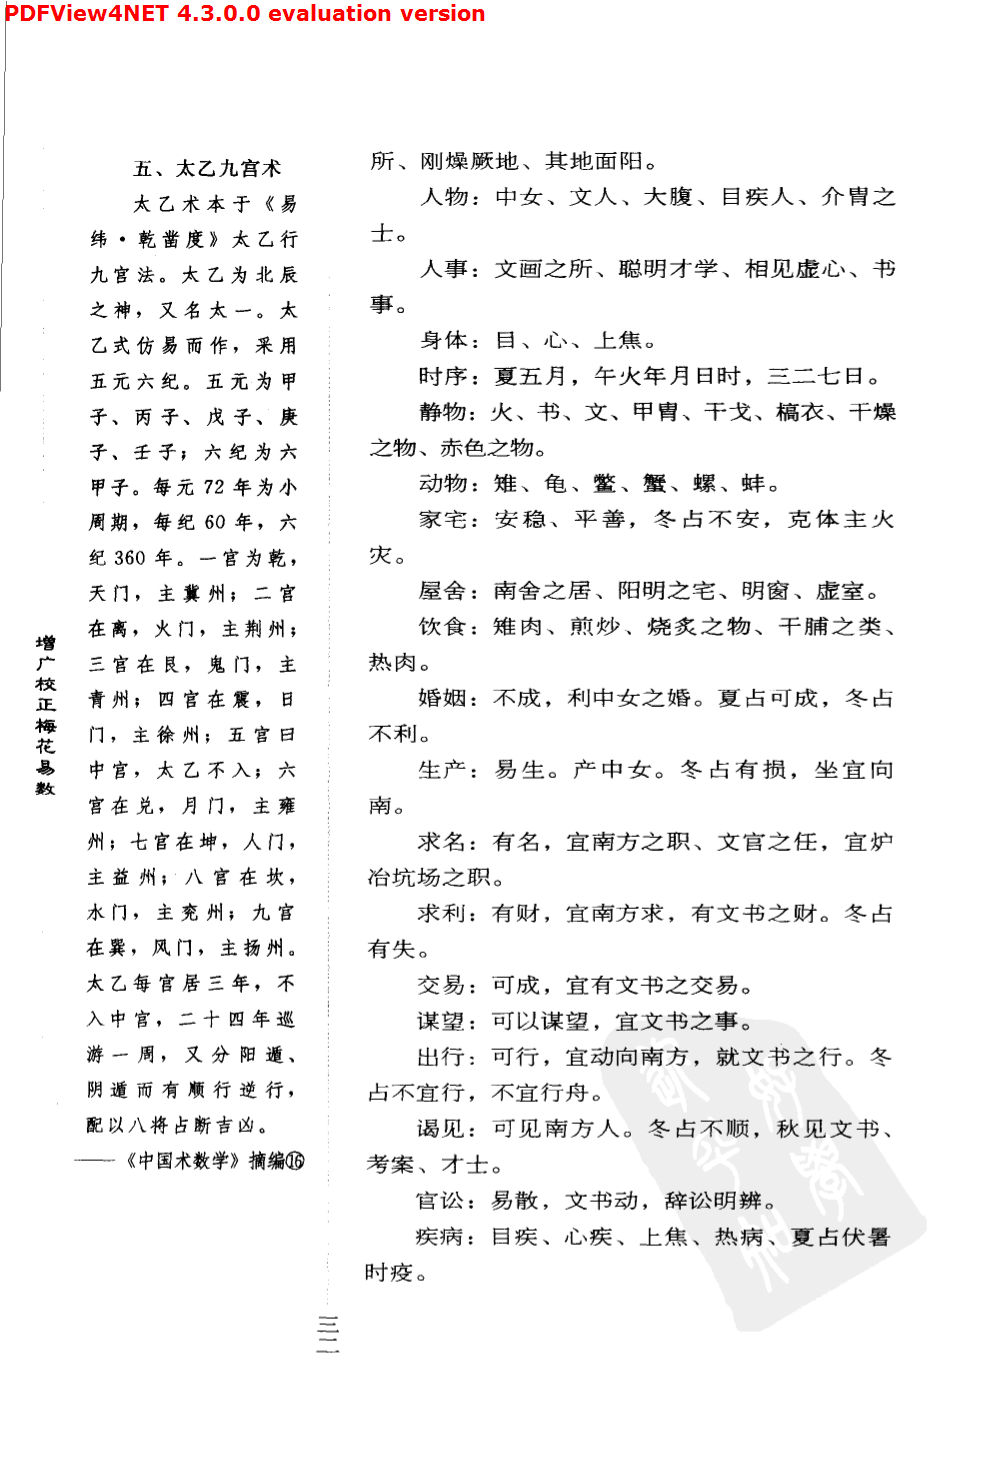 PDFView4NET 4.3.0.0 evaluation version
五、太乙九宫术
太乙术本于《易
纬·乾凿度》太乙行
九宫法。太乙为北辰
之神，又名太一。太
乙式仿易而作，采用
五元六纪。五元为甲
子、丙子、戊子、庚
子、壬子；六纪为六
甲子。每元72年为小
周期，每纪60年，六
纪360年。一宫为乾，
天门，主冀州；二宫
在离，火门，主荆州；
三宫在艮，鬼门，主
青州；四宫在震，日
门，主徐州；五宫曰
中宫，太乙不入；六
宫在兑，月门，主雍
州；七宫在坤，人门，
主益州；八宫在坎，
水门，主兖州；九宫
在巽，风门，主扬州。
太乙每宫居三年，不
入中宫，二十四年巡
游一周，又分阳遁、
阴遁而有顺行逆行，
配以八将占断吉凶。
——《中国术数学》摘编⑯
增广校正梅花易数
所、刚燥厥地、其地面阳。
人物：中女、文人、大腹、目疾人、介胄之
士。
人事：文画之所、聪明才学、相见虚心、书
事。
身体：目、心、上焦。
时序：夏五月，午火年月日时，三二七日。
静物：火、书、文、甲胄、干戈、槁衣、干燥
之物、赤色之物。
动物：雉、龟、鳖、蟹、螺、蚌。
家宅：安稳、平善，冬占不安，克体主火
灾。
屋舍：南舍之居、阳明之宅、明窗、虚室。
饮食：雉肉、煎炒、烧炙之物、干脯之类、
热肉。
婚姻：不成，利中女之婚。夏占可成，冬占
不利。
生产：易生。产中女。冬占有损，坐宜向
南。
求名：有名，宜南方之职、文官之任，宜炉
冶坑场之职。
求利：有财，宜南方求，有文书之财。冬占
有失。
交易：可成，宜有文书之交易。
谋望：可以谋望，宜文书之事。
出行：可行，宜动向南方，就文书之行。冬
占不宜行，不宜行舟。
谒见：可见南方人。冬占不顺，秋见文书、
考案、才士。
官讼：易散，文书动，辞讼明辨。
疾病：目疾、心疾、上焦、热病、夏占伏暑
时疫。
三二